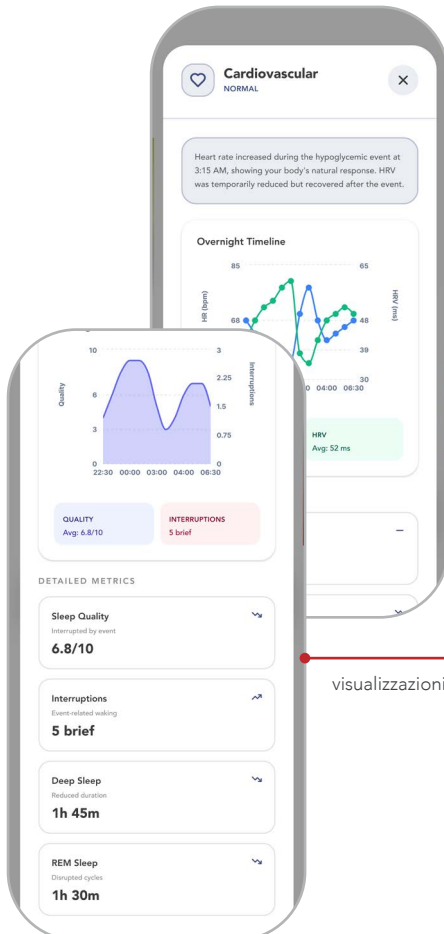 Cardiovascular
NORMAL
Heart rate increased during the hypoglycemic event at
3:15 AM, showing your body's natural response. HRV
was temporarily reduced but recovered after the event.
Overnight Timeline
85
65
HR (bpm)
HRV (ms)
68
48
39
30
04:00 06:30
HRV
Avg: 52 ms
10
3
Quality
Interruptions
2.25
6
1.5
3
0.75
0
0
22:30 00:00 03:00 04:00 06:30
QUALITY
Avg: 6.8/10
INTERRUPTIONS
5 brief
DETAILED METRICS
Sleep Quality
Interrupted by event
6.8/10
visualizzazioni
Interruptions
Event-related waking
5 brief
Deep Sleep
Reduced duration
1h 45m
REM Sleep
Disrupted cycles
1h 30m